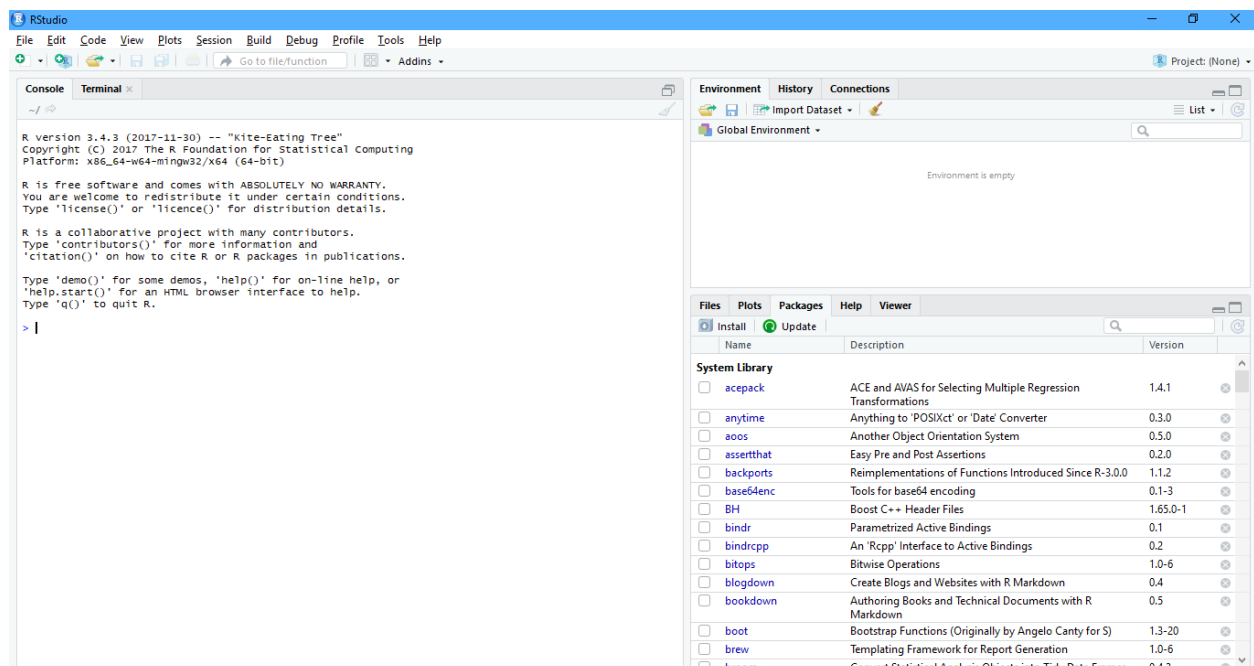 RStudio
File Edit Code View Plots Session Build Debug Profile Tools Help
Go to file/function Addins Project: (None)
Console Terminal
~/
R version 3.4.3 (2017-11-30) -- "Kite-Eating Tree"
Copyright (C) 2017 The R Foundation for Statistical Computing
Platform: x86_64-w64-mingw32/x64 (64-bit)
R is free software and comes with ABSOLUTELY NO WARRANTY.
You are welcome to redistribute it under certain conditions.
Type 'license()' or 'licence()' for distribution details.
R is a collaborative project with many contributors.
Type 'contributors()' for more information and
'citation()' on how to cite R or R packages in publications.
Type 'demo()' for some demos, 'help()' for on-line help, or
'help.start()' for an HTML browser interface to help.
Type 'q()' to quit R.
>
Environment History Connections
Import Dataset List
Global Environment
Environment is empty
Files Plots Packages Help Viewer
Install Update
Name Description Version
System Library
acepack ACE and AVAS for Selecting Multiple Regression 1.4.1
Transformations
anytime Anything to 'POSIXct' or 'Date' Converter 0.3.0
aoos Another Object Orientation System 0.5.0
assertthat Easy Pre and Post Assertions 0.2.0
backports Reimplementations of Functions Introduced Since R-3.0.0 1.1.2
base64enc Tools for base64 encoding 0.1-3
BH Boost C++ Header Files 1.65.0-1
bindr Parametrized Active Bindings 0.1
bindrcpp An 'Rcpp' Interface to Active Bindings 0.2
bitops Bitwise Operations 1.0-6
blogdown Create Blogs and Websites with R Markdown 0.4
bookdown Authoring Books and Technical Documents with R 0.5
Markdown
boot Bootstrap Functions (Originally by Angelo Canty for S) 1.3-20
brew Templating Framework for Report Generation 1.0-6